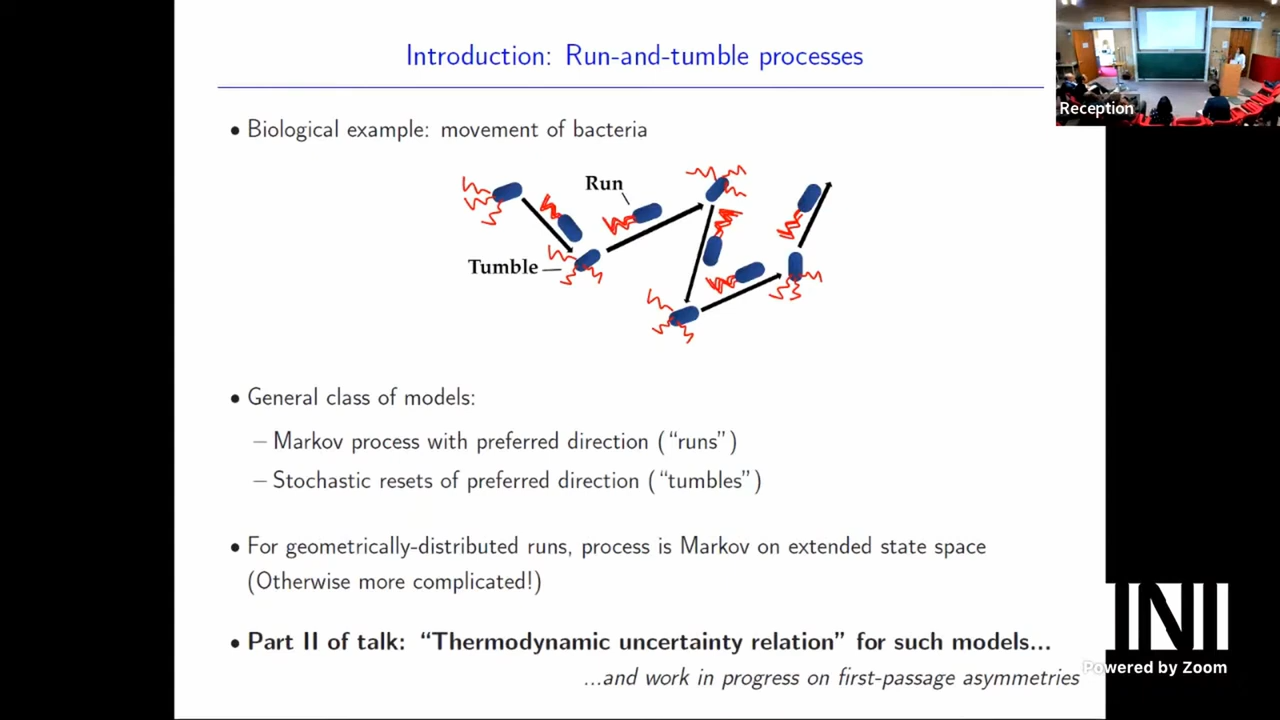 Introduction: Run-and-tumble processes
Reception
• Biological example: movement of bacteria
Run
Tumble
• General class of models:
– Markov process with preferred direction (“runs”)
– Stochastic resets of preferred direction (“tumbles”)
• For geometrically-distributed runs, process is Markov on extended state space
(Otherwise more complicated!)
• Part II of talk: “Thermodynamic uncertainty relation” for such models...
...and work in progress on first-passage asymmetries
INI
Powered by Zoom